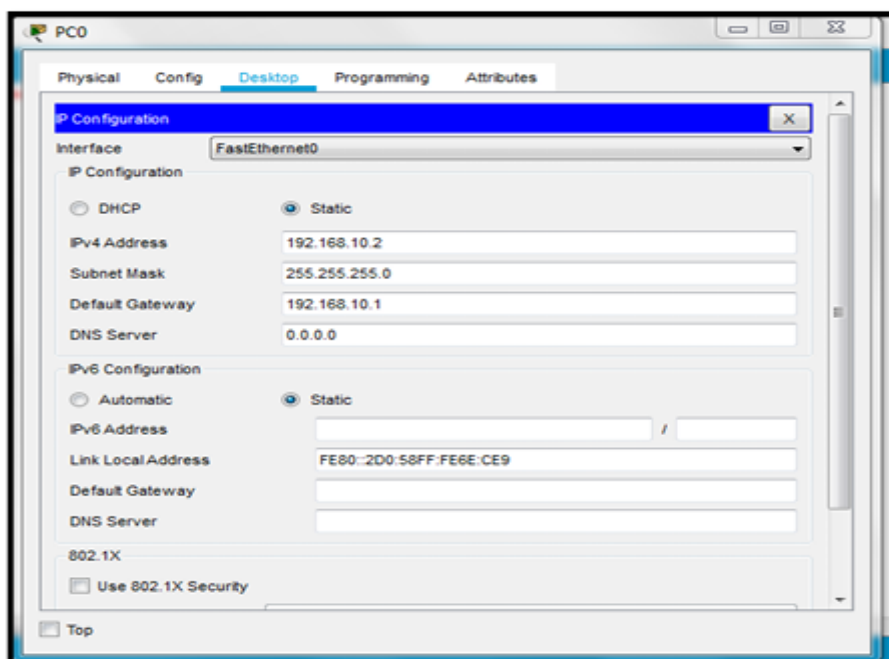 PC0
Physical Config Desktop Programming Attributes
IP Configuration X
Interface FastEthernet0
IP Configuration
DHCP Static
IPv4 Address 192.168.10.2
Subnet Mask 255.255.255.0
Default Gateway 192.168.10.1
DNS Server 0.0.0.0
IPv6 Configuration
Automatic Static
IPv6 Address /
Link Local Address FE80::2D0:58FF:FE6E:CE9
Default Gateway
DNS Server
802.1X
Use 802.1X Security
Top